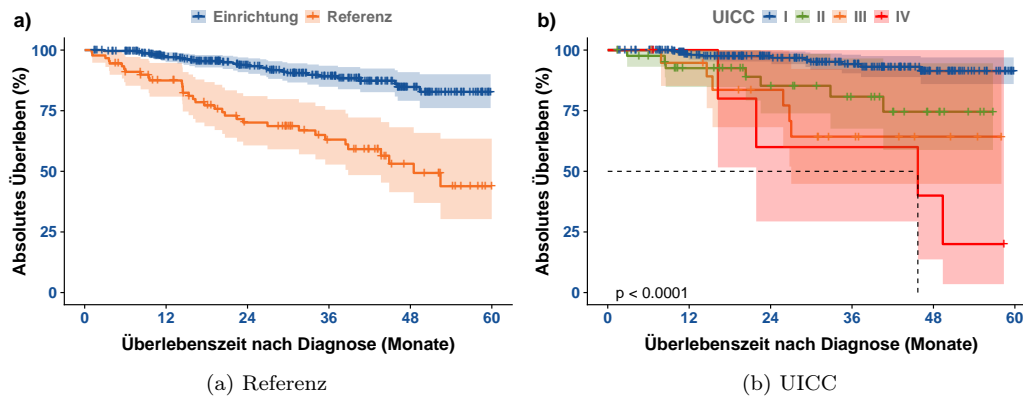 a)
Einrichtung Referenz
Absolutes Überleben (%)
100
75
50
25
0
0 12 24 36 48 60
Überlebenszeit nach Diagnose (Monate)
(a) Referenz
b)
UICC I II III IV
Absolutes Überleben (%)
100
75
50
25
0
p < 0.0001
0 12 24 36 48 60
Überlebenszeit nach Diagnose (Monate)
(b) UICC